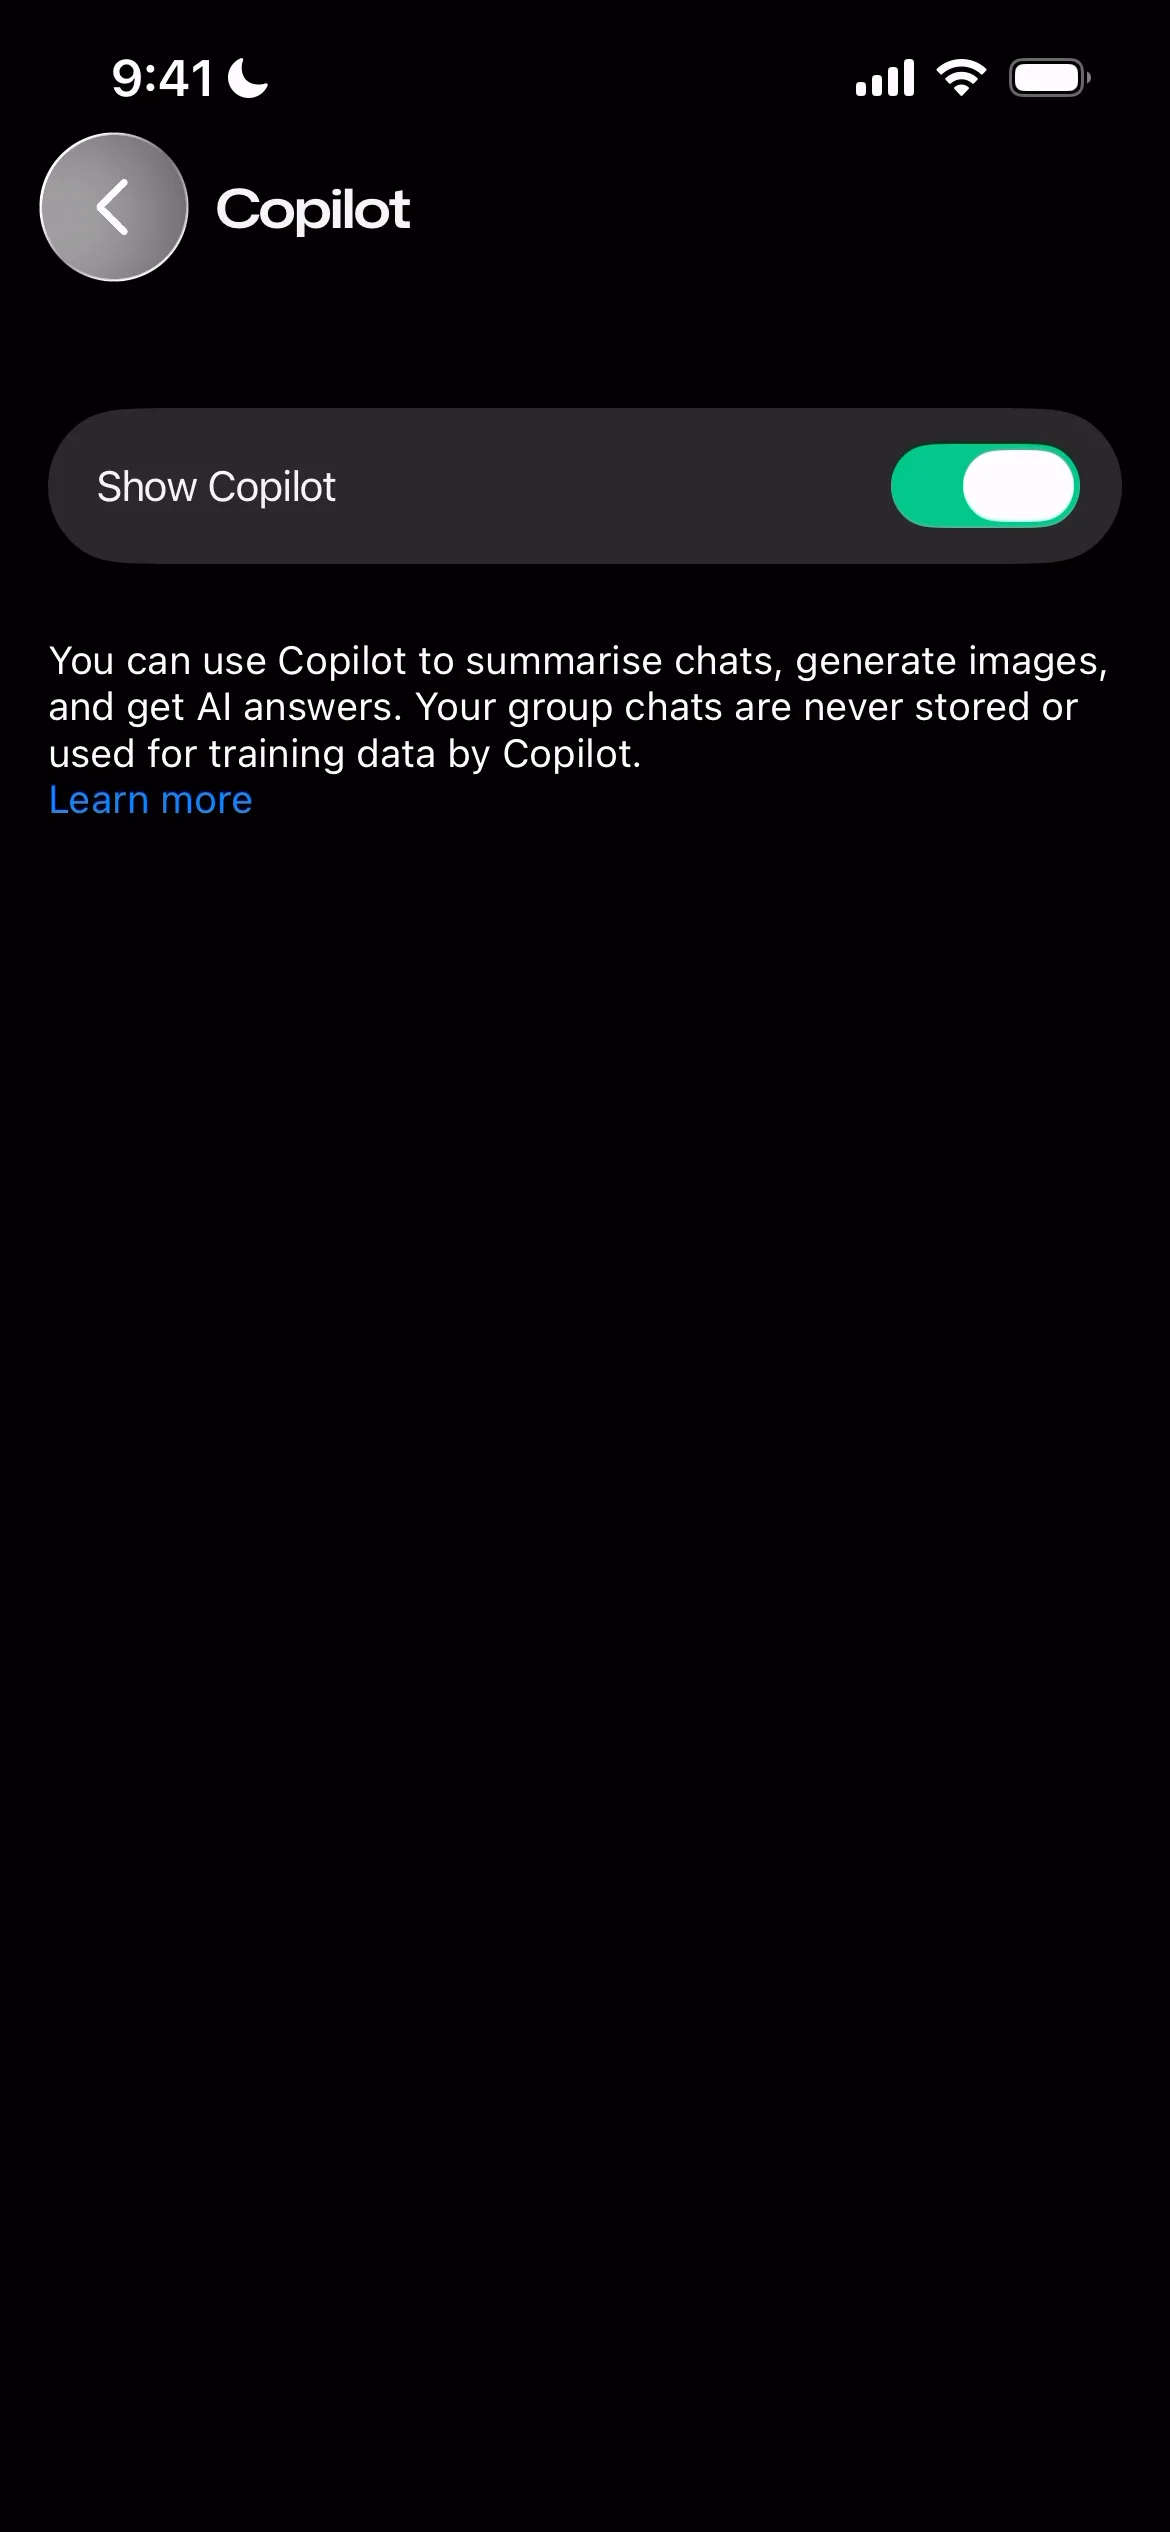 9:41
Copilot
Show Copilot
You can use Copilot to summarise chats, generate images,
and get AI answers. Your group chats are never stored or
used for training data by Copilot.
Learn more